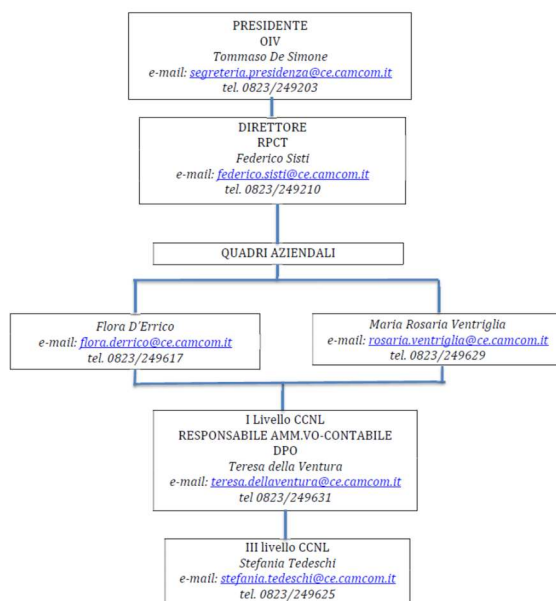 PRESIDENTE
OIV
Tommaso De Simone
e-mail: segreteria.presidenza@ce.camcom.it
tel. 0823/249203
DIRETTORE
RPCT
Federico Sisti
e-mail: federico.sisti@ce.camcom.it
tel. 0823/249210
QUADRI AZIENDALI
Flora D'Errico
e-mail: flora.derrico@ce.camcom.it
tel. 0823/249617
Maria Rosaria Ventriglia
e-mail: rosaria.ventriglia@ce.camcom.it
tel. 0823/249629
I Livello CCNL
RESPONSABILE AMM.VO-CONTABILE
DPO
Teresa della Ventura
e-mail: teresa.dellaventura@ce.camcom.it
tel 0823/249631
III livello CCNL
Stefania Tedeschi
e-mail: stefania.tedeschi@ce.camcom.it
tel. 0823/249625